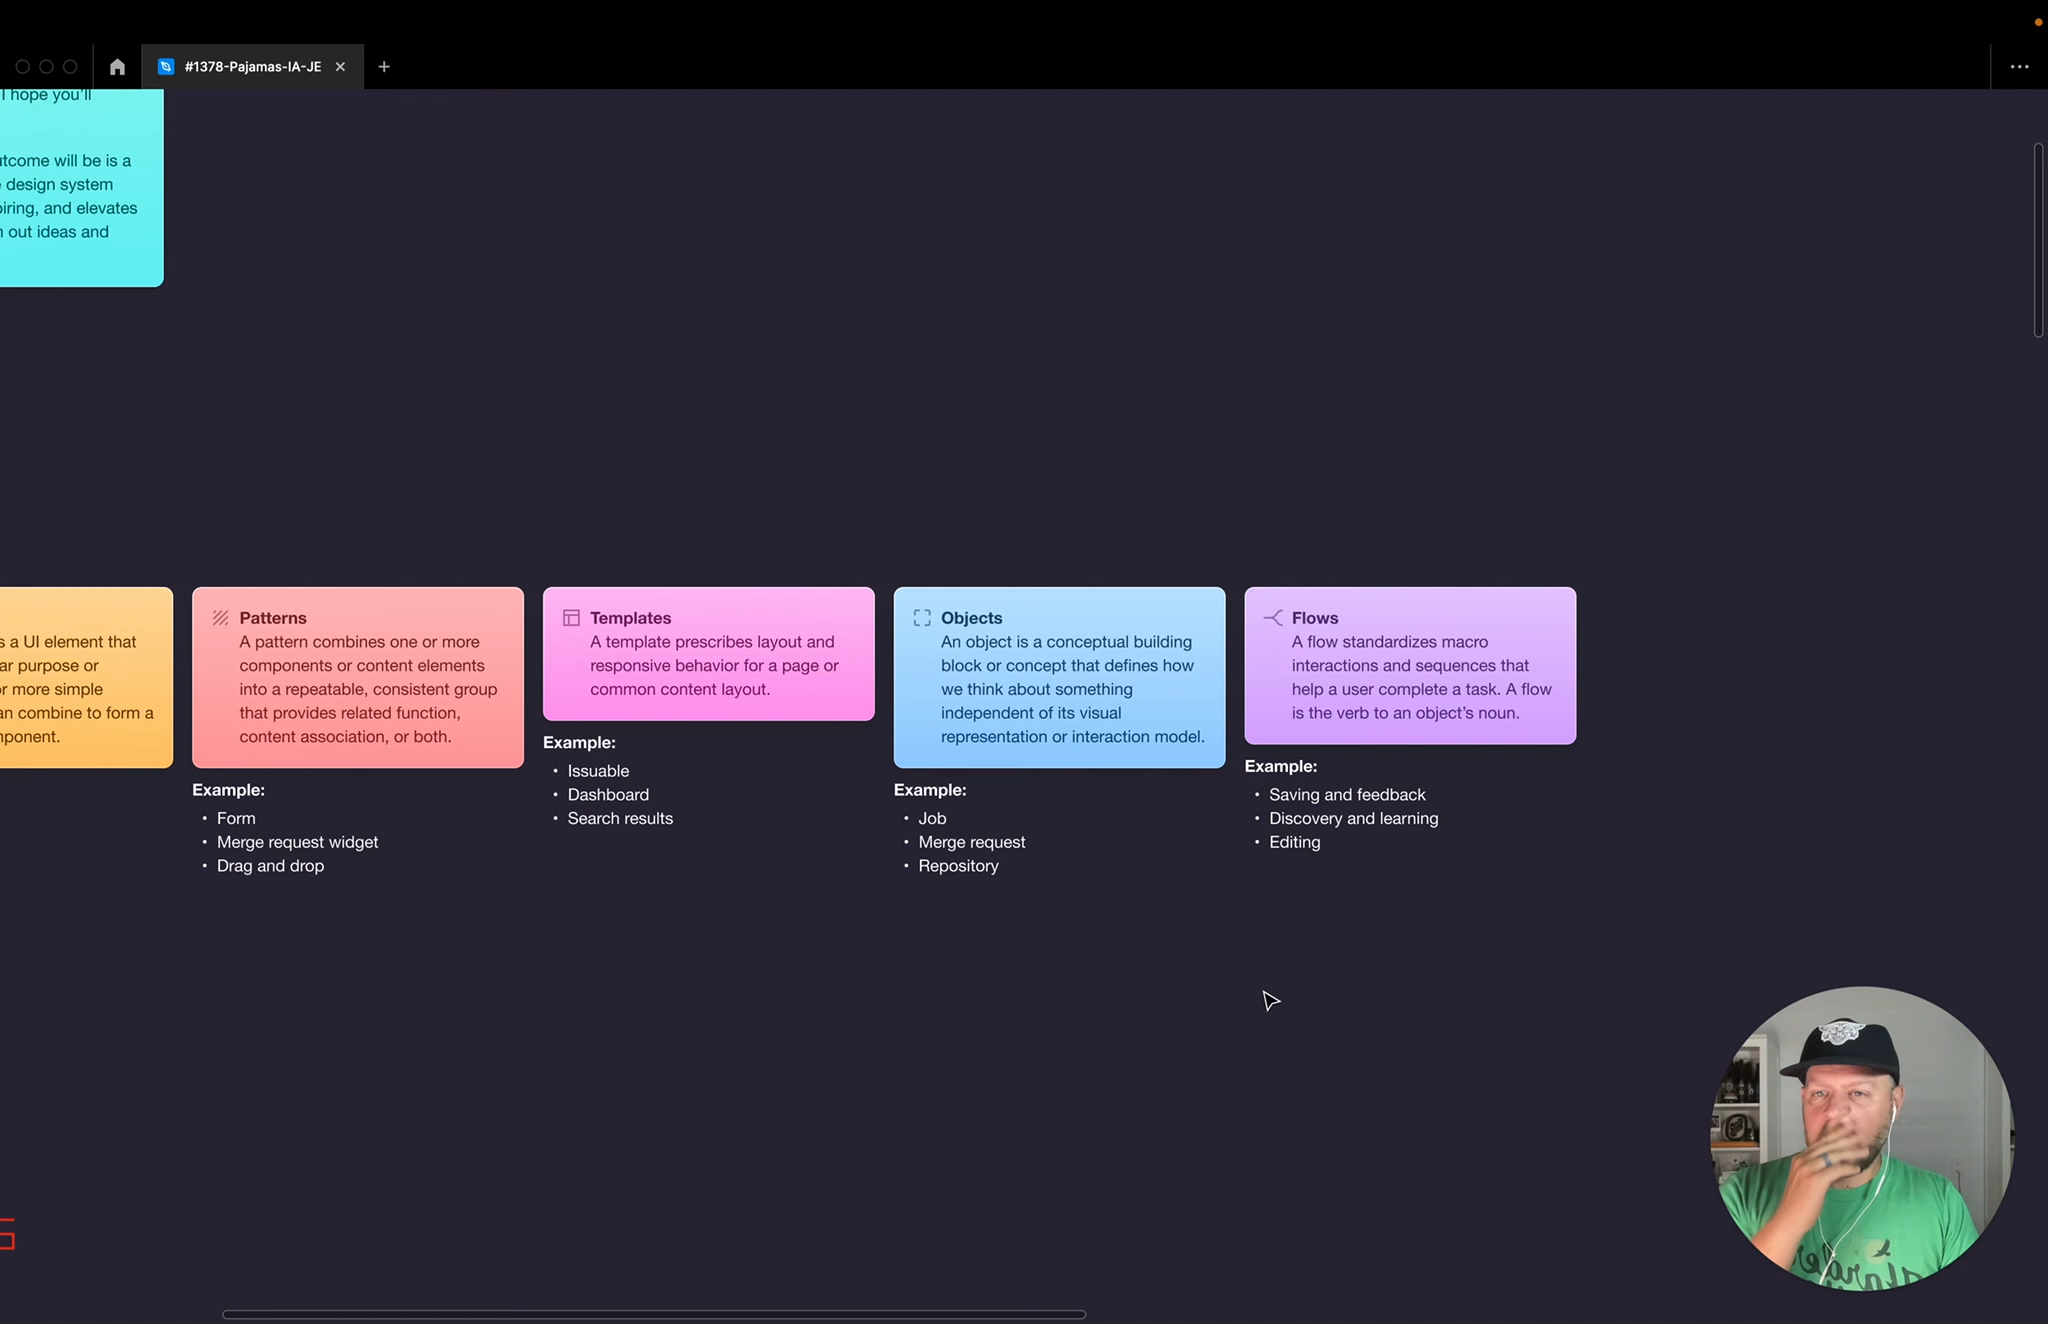 #1378-Pajamas-IA-JE
I hope you'll
utcome will be is a
design system
iring, and elevates
out ideas and
s a UI element that
ar purpose or
or more simple
an combine to form a
nponent.
Patterns
A pattern combines one or more
components or content elements
into a repeatable, consistent group
that provides related function,
content association, or both.
Example:
• Form
• Merge request widget
• Drag and drop
Templates
A template prescribes layout and
responsive behavior for a page or
common content layout.
Example:
• Issuable
• Dashboard
• Search results
Objects
An object is a conceptual building
block or concept that defines how
we think about something
independent of its visual
representation or interaction model.
Example:
• Job
• Merge request
• Repository
Flows
A flow standardizes macro
interactions and sequences that
help a user complete a task. A flow
is the verb to an object’s noun.
Example:
• Saving and feedback
• Discovery and learning
• Editing